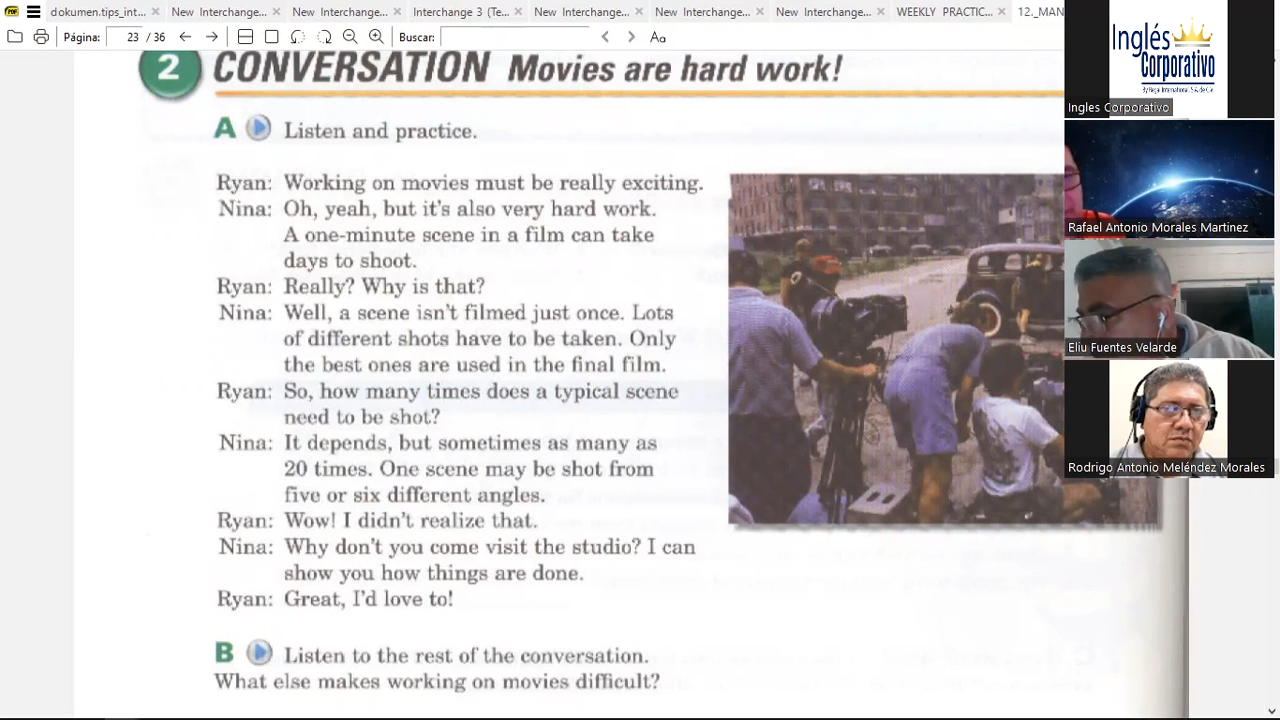 dokumen.tips_int...
New Interchange...
New Interchange...
Interchange 3 (Te...
New Interchange...
New Interchange...
New Interchange...
WEEKLY PRACTIC...
12._MAN
Página:
23 / 36
Buscar:
Aa
2 CONVERSATION Movies are hard work!
A Listen and practice.
Ryan: Working on movies must be really exciting.
Nina: Oh, yeah, but it's also very hard work.
A one-minute scene in a film can take
days to shoot.
Ryan: Really? Why is that?
Nina: Well, a scene isn't filmed just once. Lots
of different shots have to be taken. Only
the best ones are used in the final film.
Ryan: So, how many times does a typical scene
need to be shot?
Nina: It depends, but sometimes as many as
20 times. One scene may be shot from
five or six different angles.
Ryan: Wow! I didn't realize that.
Nina: Why don't you come visit the studio? I can
show you how things are done.
Ryan: Great, I'd love to!
B Listen to the rest of the conversation.
What else makes working on movies difficult?
Inglés
Corporativo
Ingles Corporativo
Rafael Antonio Morales Martinez
Eliu Fuentes Velarde
Rodrigo Antonio Meléndez Morales